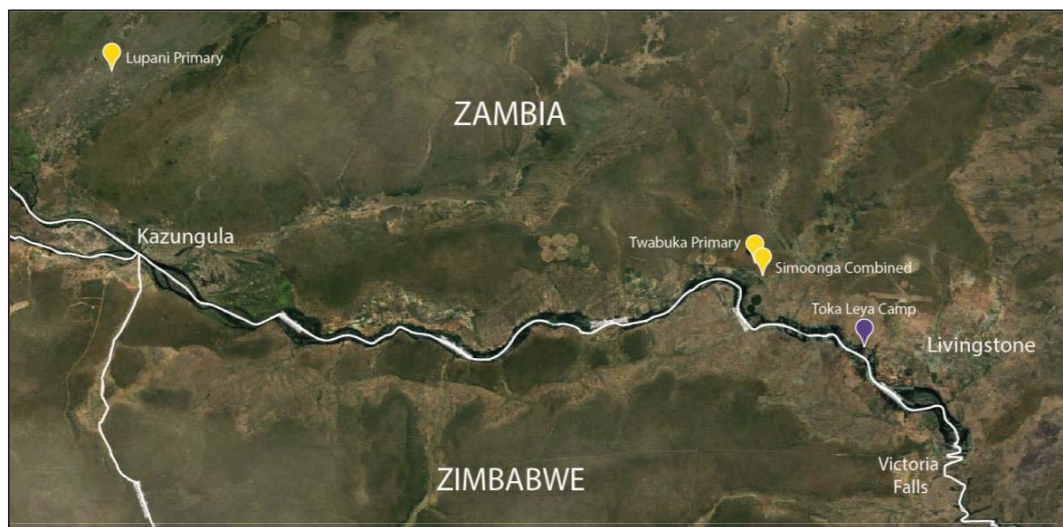 Lupani Primary
ZAMBIA
Kazungula
Twabuka Primary
Simoonga Combined
Toka Leya Camp
Livingstone
Victoria
Falls
ZIMBABWE